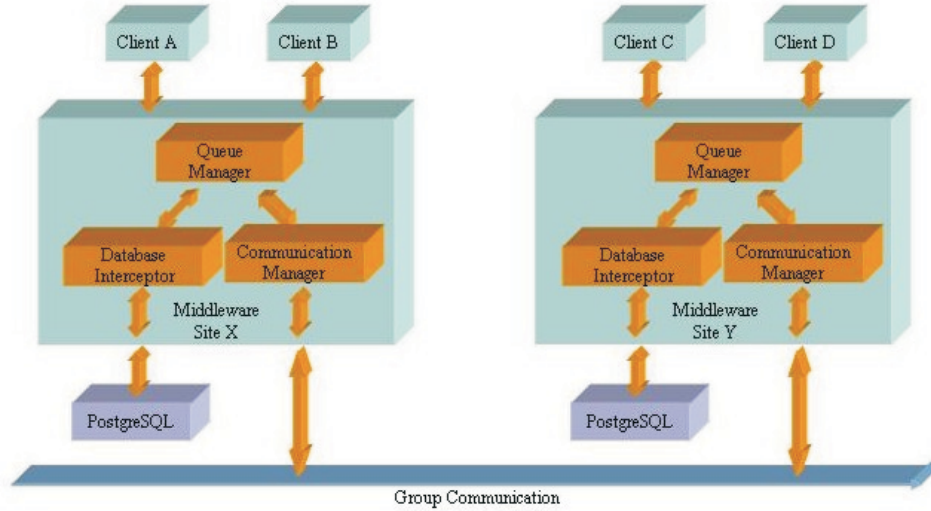 Client A
Client B
Client C
Client D
Queue
Manager
Queue
Manager
Database
Interceptor
Communication
Manager
Database
Interceptor
Communication
Manager
Middleware
Site X
Middleware
Site Y
PostgreSQL
PostgreSQL
Group Communication